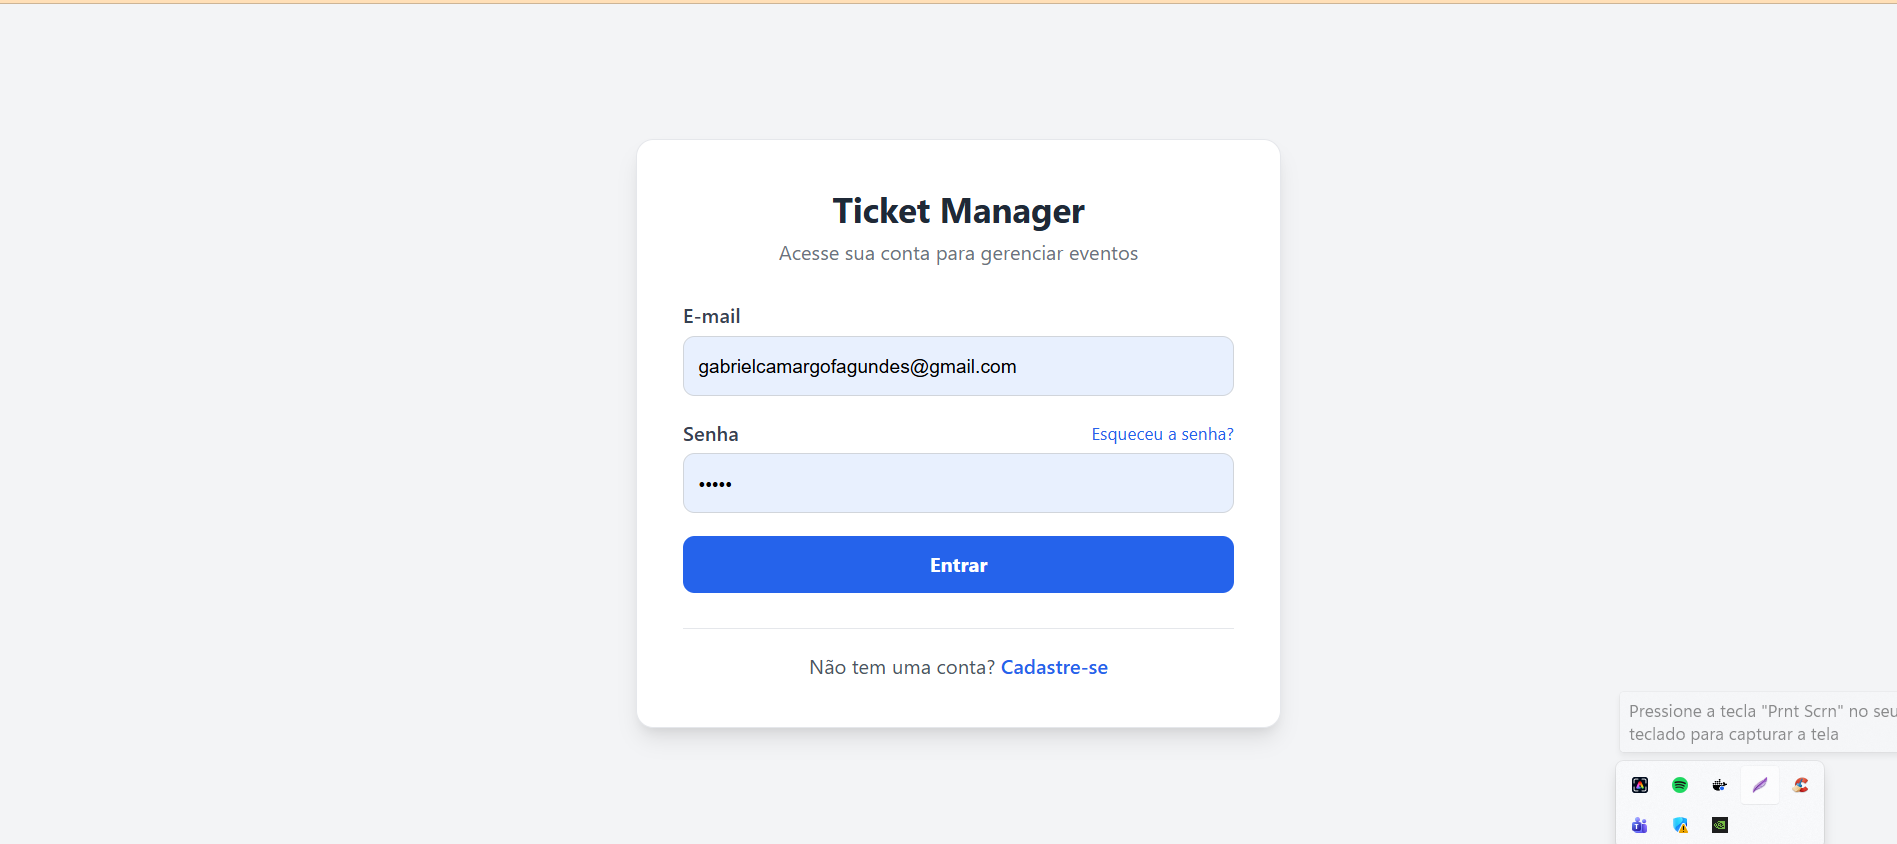 Ticket Manager
Acesse sua conta para gerenciar eventos
E-mail
gabrielcamargofagundes@gmail.com
Senha
Esqueceu a senha?
•••••
Entrar
Não tem uma conta? Cadastre-se
Pressione a tecla "Prnt Scrn" no seu
teclado para capturar a tela